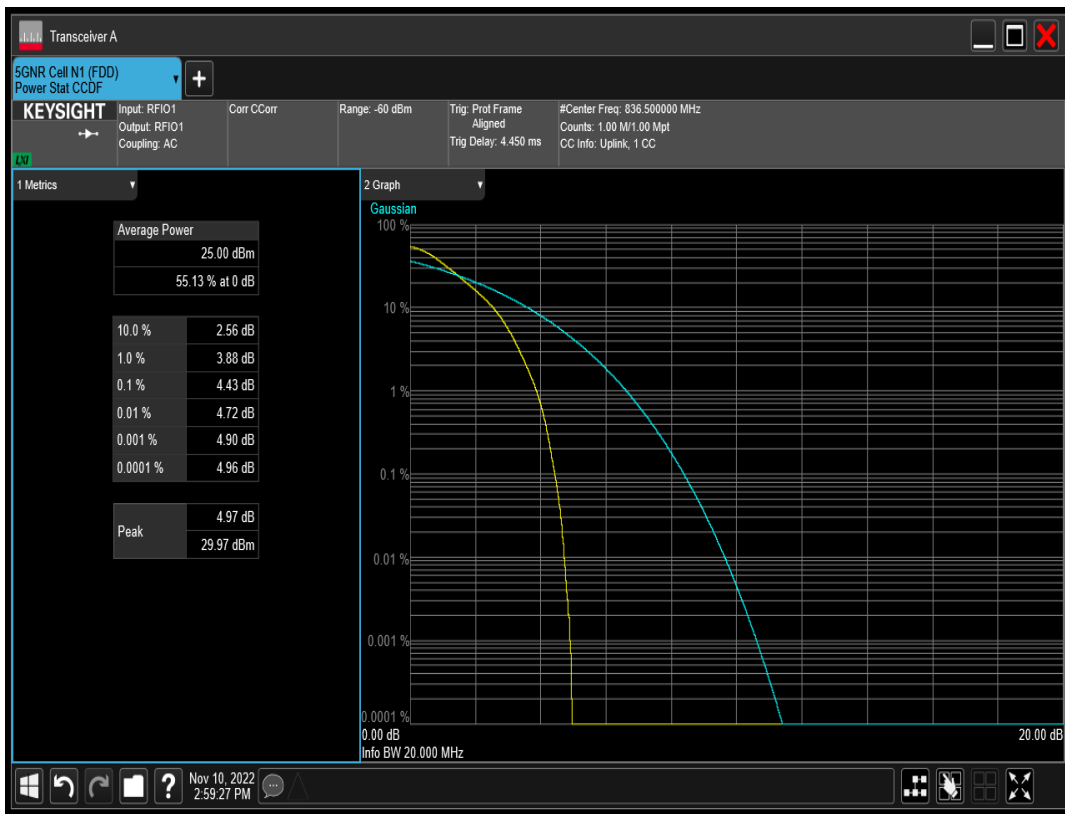 Transceiver A
5GNR Cell N1 (FDD)
Power Stat CCDF
+
KEYSIGHT
LXI
Input: RFIO1
Output: RFIO1
Coupling: AC
Corr CCorr
Range: -60 dBm
Trig: Prot Frame
Aligned
Trig Delay: 4.450 ms
#Center Freq: 836.500000 MHz
Counts: 1.00 M/1.00 Mpt
CC Info: Uplink, 1 CC
1 Metrics
Average Power
25.00 dBm
55.13 % at 0 dB
10.0 % 2.56 dB
1.0 % 3.88 dB
0.1 % 4.43 dB
0.01 % 4.72 dB
0.001 % 4.90 dB
0.0001 % 4.96 dB
Peak 4.97 dB
29.97 dBm
2 Graph
Gaussian
100 %
10 %
1 %
0.1 %
0.01 %
0.001 %
0.0001 %
0.00 dB 20.00 dB
Info BW 20.000 MHz
?
Nov 10, 2022
2:59:27 PM